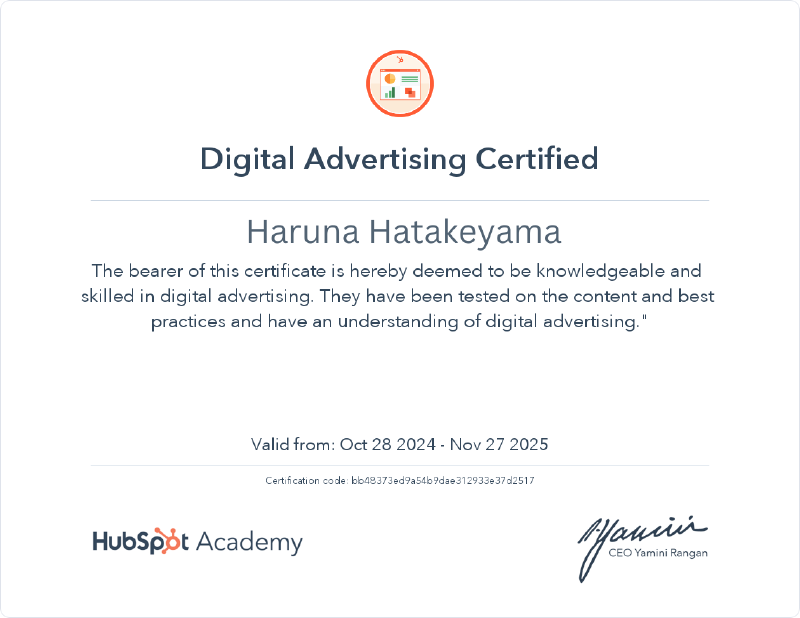 Digital Advertising Certified
Haruna Hatakeyama
The bearer of this certificate is hereby deemed to be knowledgeable and
skilled in digital advertising. They have been tested on the content and best
practices and have an understanding of digital advertising."
Valid from: Oct 28 2024 - Nov 27 2025
Certification code: bb48373ed9a54b9dae312933e37d2517
HubSpot Academy
Yamini
CEO Yamini Rangan